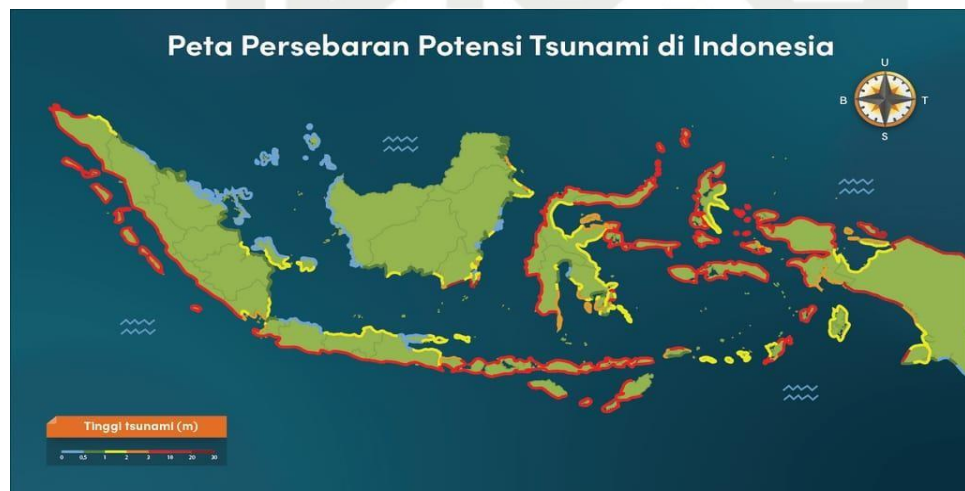 Peta Persebaran Potensi Tsunami di Indonesia
U
B
T
S
Tinggi tsunami (m)
0 0,5 1 2 3 10 20 30